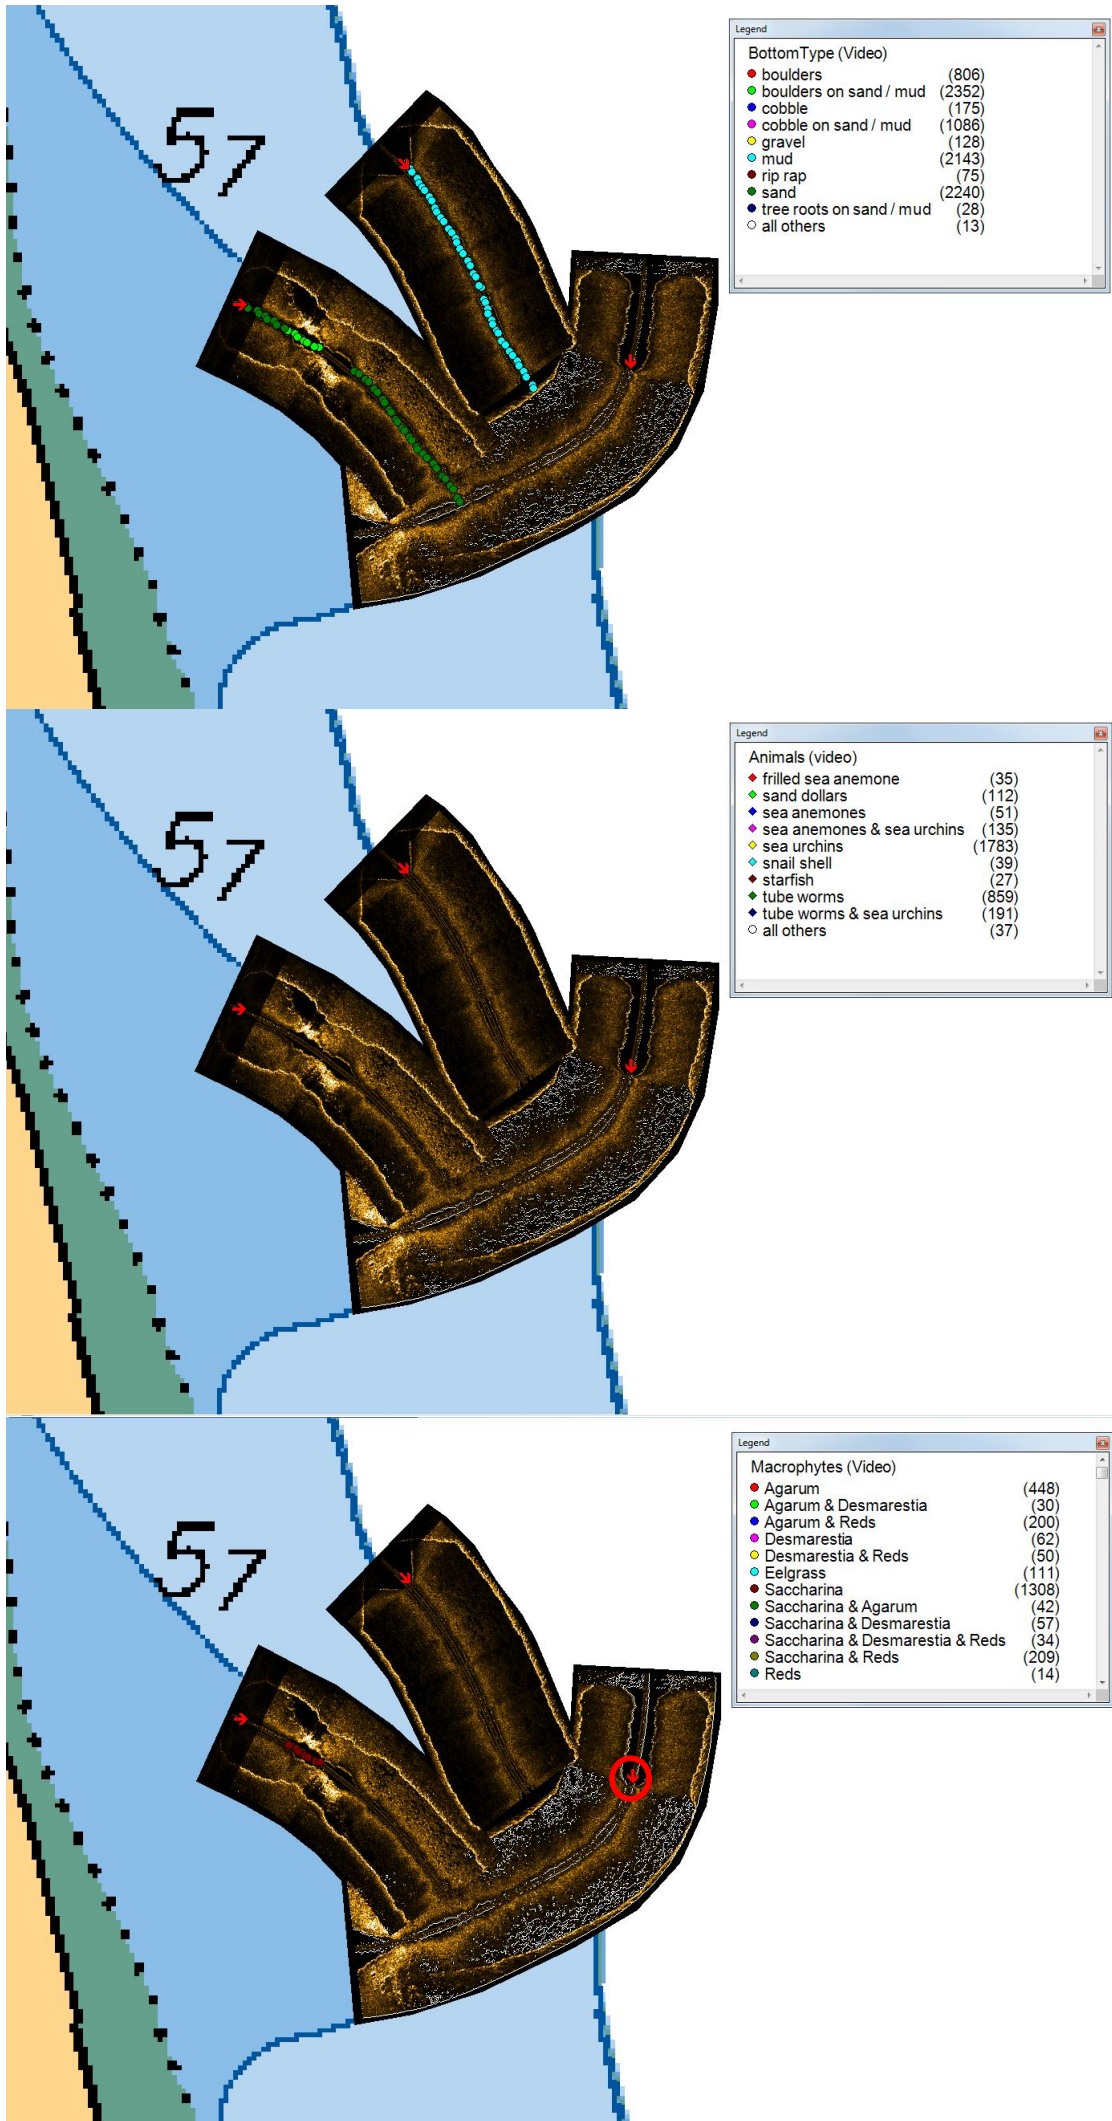 57
Legend
BottomType (Video)
boulders (806)
boulders on sand / mud (2352)
cobble (175)
cobble on sand / mud (1086)
gravel (128)
mud (2143)
rip rap (75)
sand (2240)
tree roots on sand / mud (28)
all others (13)
57
Legend
Animals (video)
frilled sea anemone (35)
sand dollars (112)
sea anemones (51)
sea anemones & sea urchins (135)
sea urchins (1783)
snail shell (39)
starfish (27)
tube worms (859)
tube worms & sea urchins (191)
all others (37)
57
Legend
Macrophytes (Video)
Agarum (448)
Agarum & Desmarestia (30)
Agarum & Reds (200)
Desmarestia (62)
Desmarestia & Reds (50)
Eelgrass (111)
Saccharina (1308)
Saccharina & Agarum (42)
Saccharina & Desmarestia (57)
Saccharina & Desmarestia & Reds (34)
Saccharina & Reds (209)
Reds (14)